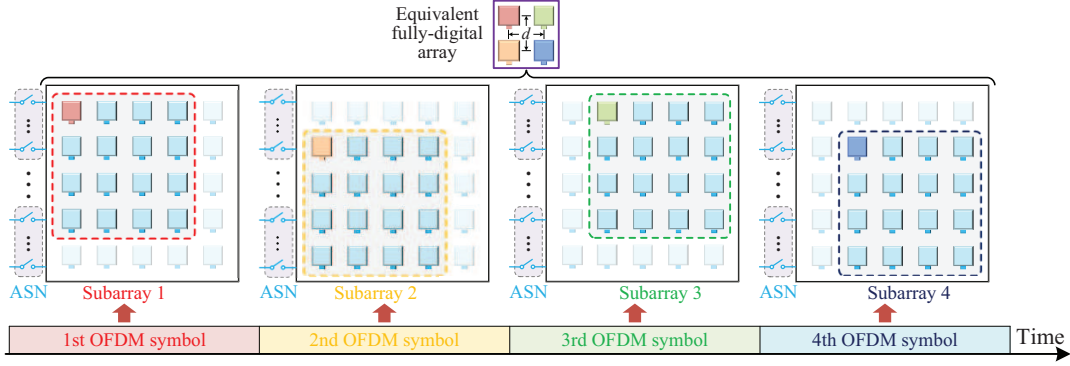 Equivalent
fully-digital
array
d
ASN
Subarray 1
ASN
Subarray 2
ASN
Subarray 3
ASN
Subarray 4
1st OFDM symbol
2nd OFDM symbol
3rd OFDM symbol
4th OFDM symbol
Time